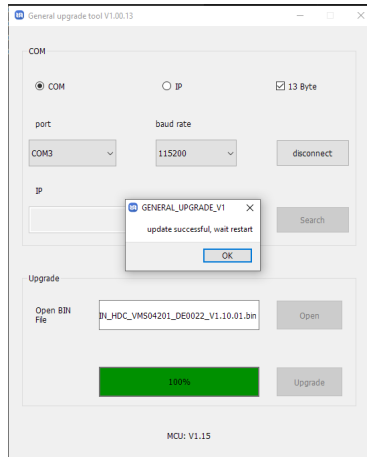 General upgrade tool V1,00.13
COM
COM
IP
13 Byte
port
baud rate
COM3
115200
disconnect
IP
GENERAL_UPGRADE_V1
update successful, wait restart
OK
Search
Upgrade
Open BIN
File
IN_HDC_VMS04201_DE0022_V1.10.01.bin
Open
100%
Upgrade
MCU: V1.15